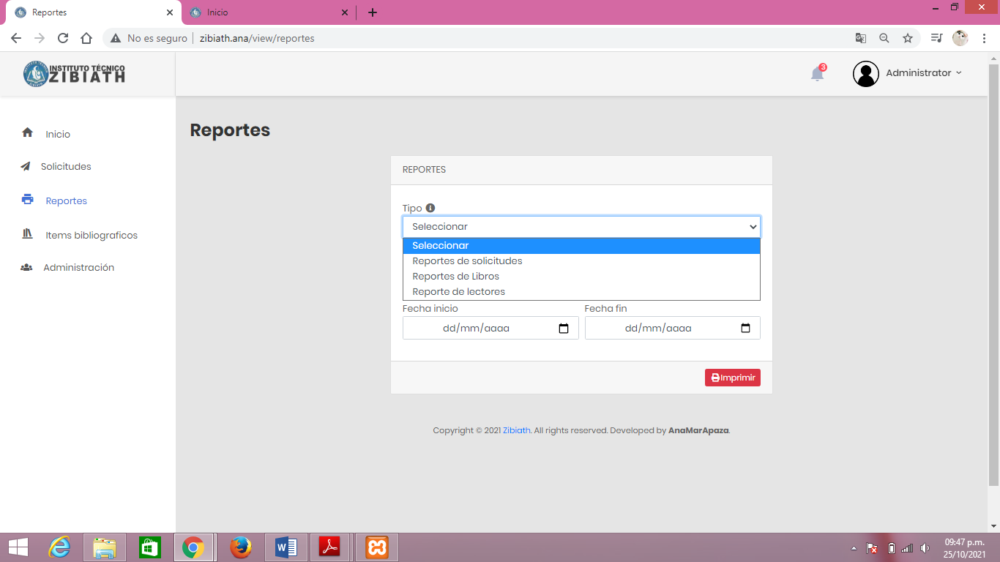 Reportes
Inicio
No es seguro
zibiath.ana/view/reportes
INSTITUTO TÉCNICO
ZIBIATH
3
Administrator
Inicio
Solicitudes
Reportes
Items bibliograficos
Administración
Reportes
REPORTES
Tipo
Seleccionar
Seleccionar
Reportes de solicitudes
Reportes de Libros
Reporte de lectores
Fecha inicio
Fecha fin
dd/mm/aaaa
dd/mm/aaaa
Imprimir
Copyright © 2021 Zibiath. All rights reserved. Developed by AnaMarApaza.
09:47 p.m.
25/10/2021